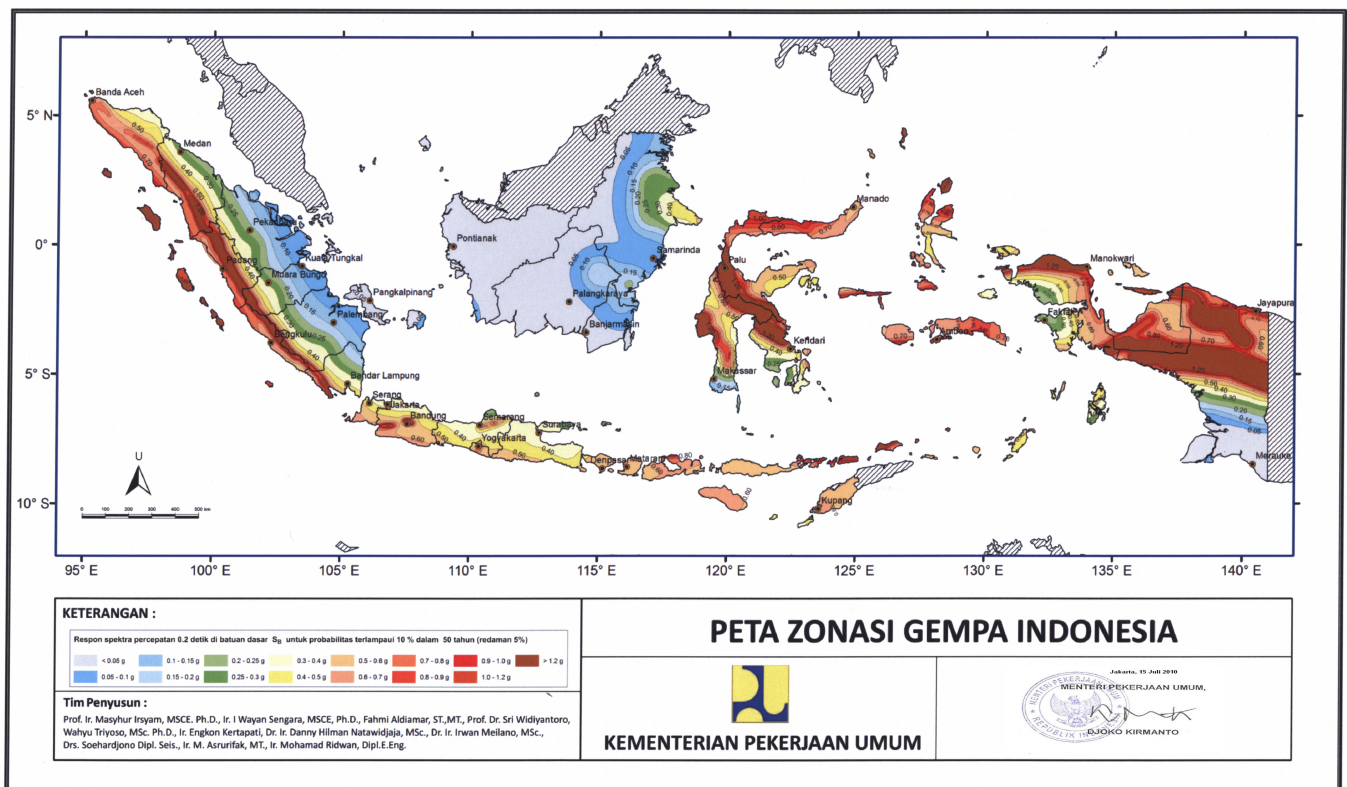 Banda Aceh
Medan
Pekanbaru
Kuala Tungkal
Padang
Muara Bungo
Pangkalpinang
Palembang
Bengkulu
Bandar Lampung
Serang
Jakarta
Bandung
Semarang
Surabaya
Yogyakarta
Denpasar
Mataram
Kupang
Pontianak
Samarinda
Palangkaraya
Banjarmasin
Manado
Palu
Kendari
Makassar
Ambon
Manokwari
Fakfak
Jayapura
Merauke
5° N
0°
5° S
10° S
U
0 100 200 300 400 500 km
95° E 100° E 105° E 110° E 115° E 120° E 125° E 130° E 135° E 140° E
KETERANGAN :
Respon spektra percepatan 0.2 detik di batuan dasar SB untuk probabilitas terlampaui 10 % dalam 50 tahun (redaman 5%)
< 0.05 g 0.1 - 0.15 g 0.2 - 0.25 g 0.3 - 0.4 g 0.5 - 0.6 g 0.7 - 0.8 g 0.9 - 1.0 g > 1.2 g
0.05 - 0.1 g 0.15 - 0.2 g 0.25 - 0.3 g 0.4 - 0.5 g 0.6 - 0.7 g 0.8 - 0.9 g 1.0 - 1.2 g
Tim Penyusun :
Prof. Ir. Masyhur Irsyam, MSCE. Ph.D., Ir. I Wayan Sengara, MSCE, Ph.D., Fahmi Aldiamar, ST.,MT., Prof. Dr. Sri Widiyantoro,
Wahyu Triyoso, MSc. Ph.D., Ir. Engkon Kertapati, Dr. Ir. Danny Hilman Natawidjaja, MSc., Dr. Ir. Irwan Meilano, MSc.,
Drs. Soehardjono Dipl. Seis., Ir. M. Asrurifak, MT., Ir. Mohamad Ridwan, Dipl.E.Eng.
PETA ZONASI GEMPA INDONESIA
KEMENTERIAN PEKERJAAN UMUM
Jakarta, 15 Juli 2010
MENTERI PEKERJAAN UMUM,
DJOKO KIRMANTO